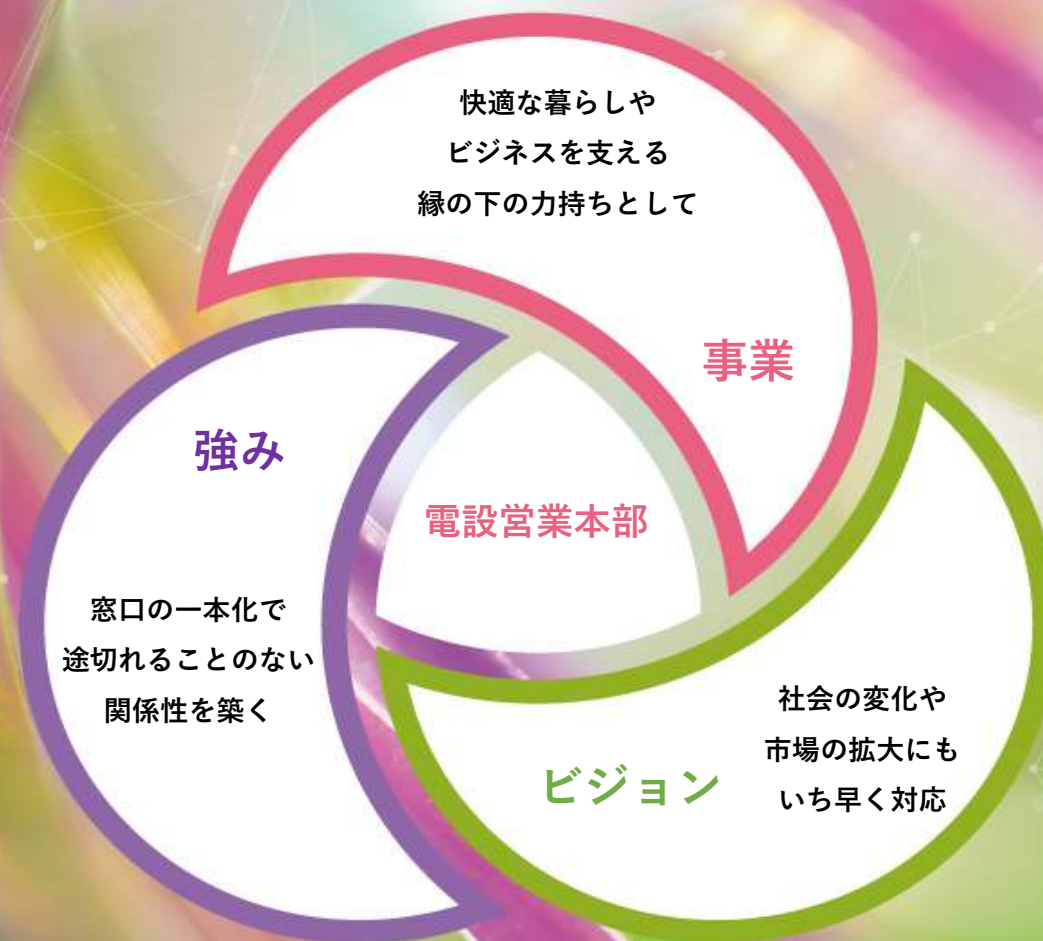 快適な暮らしや
ビジネスを支える
縁の下の力持ちとして
事業
強み
電設営業本部
窓口の一本化で
途切れることのない
関係性を築く
ビジョン
社会の変化や
市場の拡大にも
いち早く対応